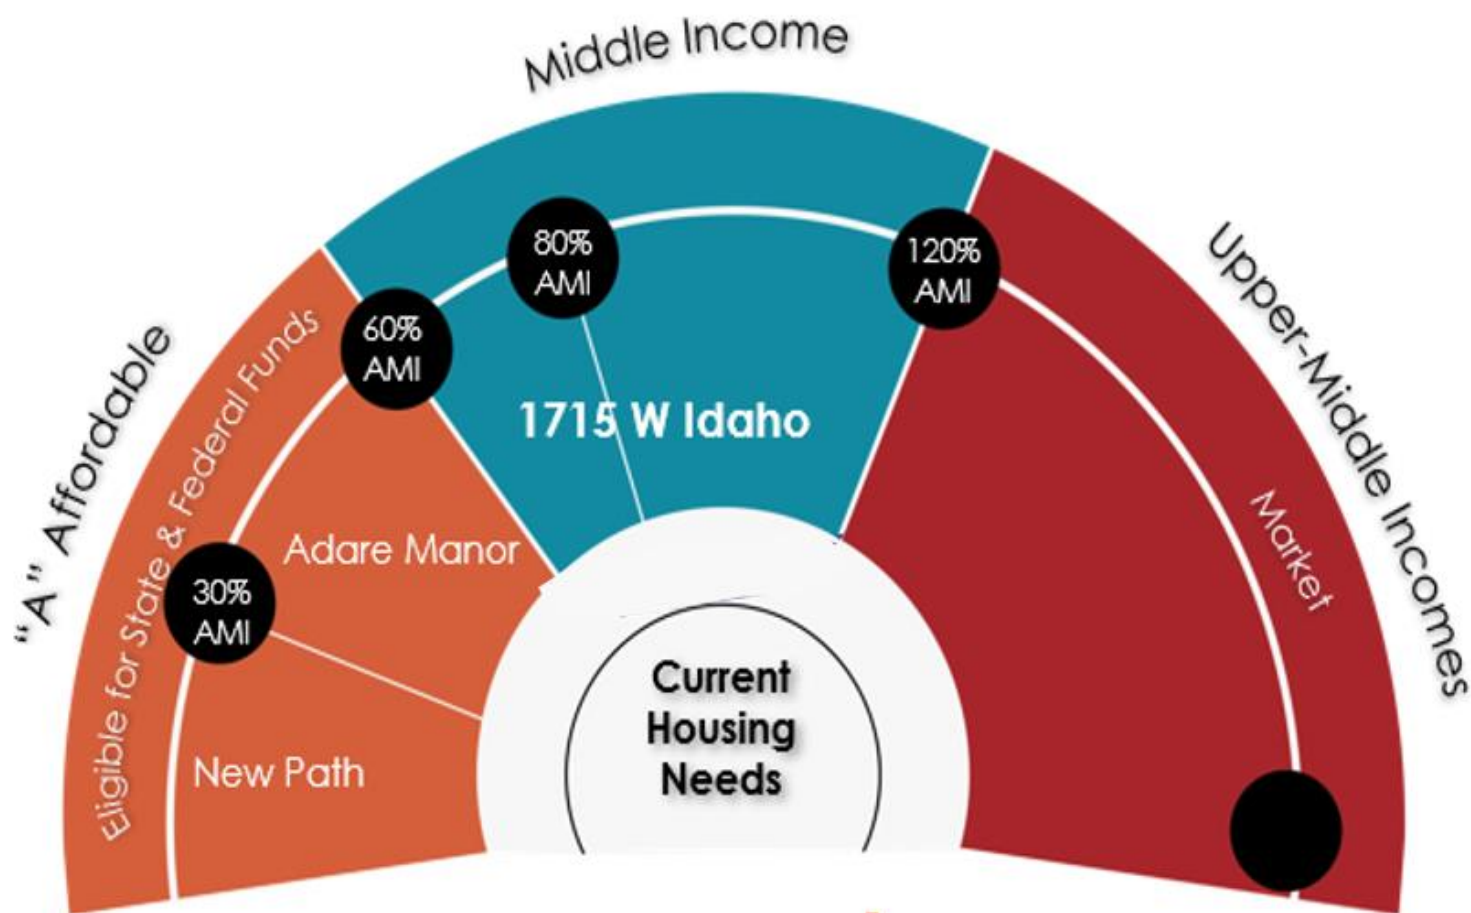 Middle Income
"A" Affordable
Upper-Middle Incomes
Eligible for State & Federal Funds
Market
30%
AMI
60%
AMI
80%
AMI
120%
AMI
New Path
Adare Manor
1715 W Idaho
Current
Housing
Needs